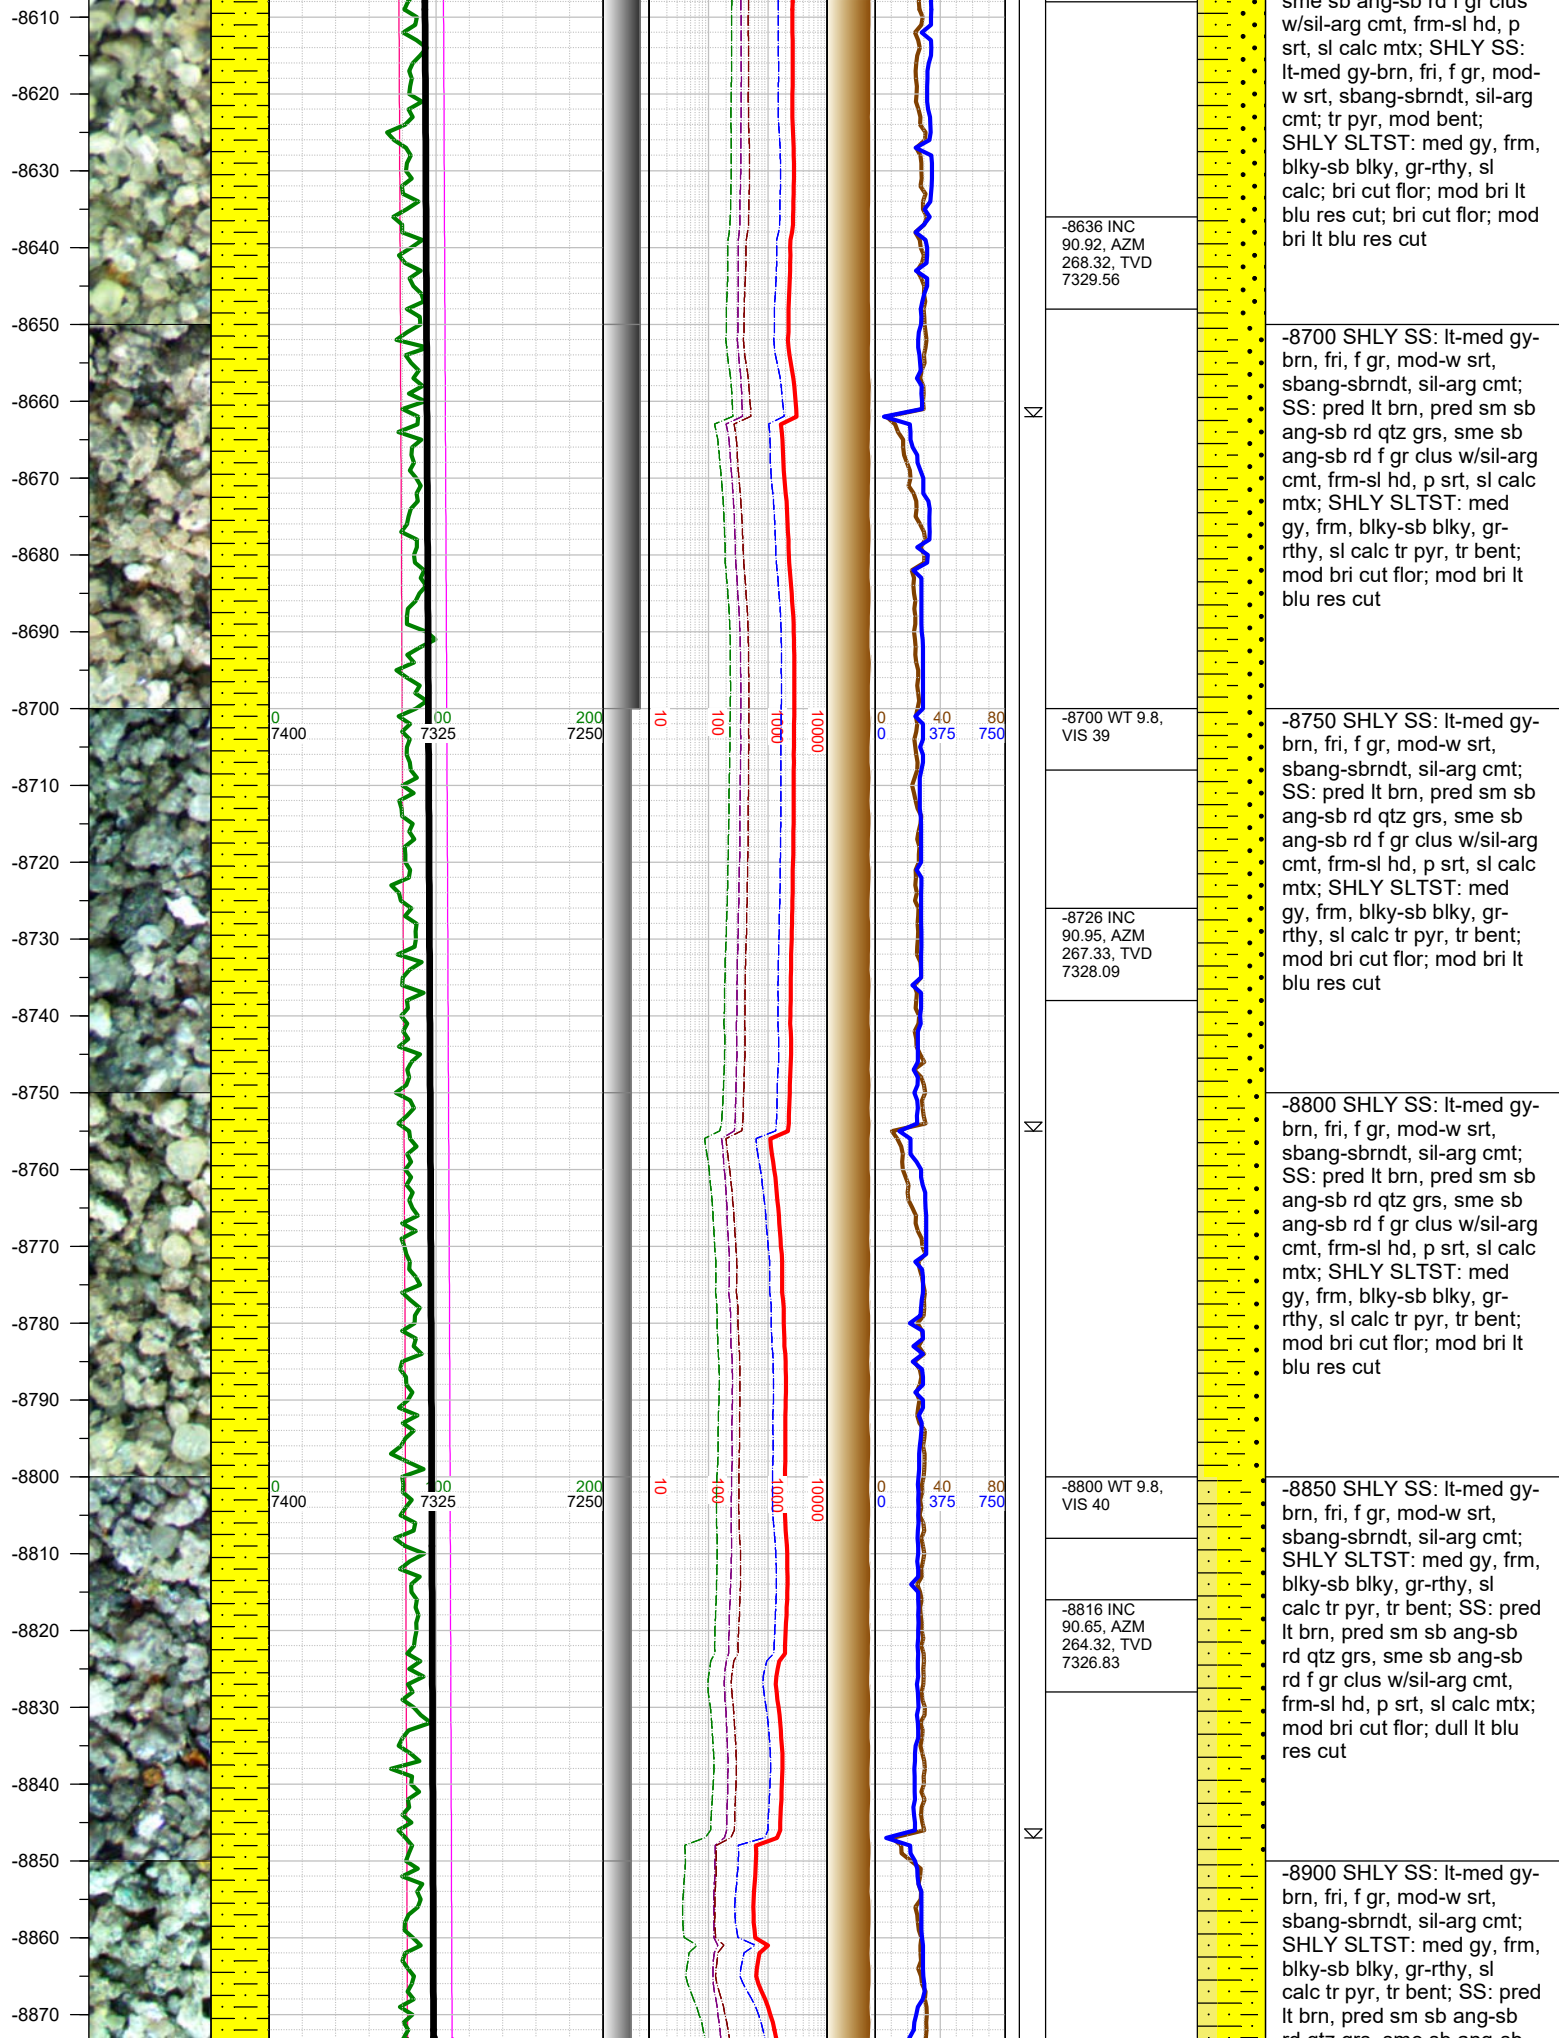 -8610
-8620
-8630
-8640
-8650
-8660
-8670
-8680
-8690
-8700
-8710
-8720
-8730
-8740
-8750
-8760
-8770
-8780
-8790
-8800
-8810
-8820
-8830
-8840
-8850
-8860
-8870
0 00 200
7400 7325 7250
10 100 1000 10000
0 40 80
0 375 750
0 00 200
7400 7325 7250
10 100 1000 10000
0 40 80
0 375 750
-8636 INC
90.92, AZM
268.32, TVD
7329.56
-8700 WT 9.8,
VIS 39
-8726 INC
90.95, AZM
267.33, TVD
7328.09
-8800 WT 9.8,
VIS 40
-8816 INC
90.65, AZM
264.32, TVD
7326.83
sme sb ang-sb rd f gr clus
w/sil-arg cmt, frm-sl hd, p
srt, sl calc mtx; SHLY SS:
lt-med gy-brn, fri, f gr, mod-
w srt, sbang-sbrndt, sil-arg
cmt; tr pyr, mod bent;
SHLY SLTST: med gy, frm,
blky-sb blky, gr-rthy, sl
calc; bri cut flor; mod bri lt
blu res cut; bri cut flor; mod
bri lt blu res cut
-8700 SHLY SS: lt-med gy-
brn, fri, f gr, mod-w srt,
sbang-sbrndt, sil-arg cmt;
SS: pred lt brn, pred sm sb
ang-sb rd qtz grs, sme sb
ang-sb rd f gr clus w/sil-arg
cmt, frm-sl hd, p srt, sl calc
mtx; SHLY SLTST: med
gy, frm, blky-sb blky, gr-
rthy, sl calc tr pyr, tr bent;
mod bri cut flor; mod bri lt
blu res cut
-8750 SHLY SS: lt-med gy-
brn, fri, f gr, mod-w srt,
sbang-sbrndt, sil-arg cmt;
SS: pred lt brn, pred sm sb
ang-sb rd qtz grs, sme sb
ang-sb rd f gr clus w/sil-arg
cmt, frm-sl hd, p srt, sl calc
mtx; SHLY SLTST: med
gy, frm, blky-sb blky, gr-
rthy, sl calc tr pyr, tr bent;
mod bri cut flor; mod bri lt
blu res cut
-8800 SHLY SS: lt-med gy-
brn, fri, f gr, mod-w srt,
sbang-sbrndt, sil-arg cmt;
SS: pred lt brn, pred sm sb
ang-sb rd qtz grs, sme sb
ang-sb rd f gr clus w/sil-arg
cmt, frm-sl hd, p srt, sl calc
mtx; SHLY SLTST: med
gy, frm, blky-sb blky, gr-
rthy, sl calc tr pyr, tr bent;
mod bri cut flor; mod bri lt
blu res cut
-8850 SHLY SS: lt-med gy-
brn, fri, f gr, mod-w srt,
sbang-sbrndt, sil-arg cmt;
SHLY SLTST: med gy, frm,
blky-sb blky, gr-rthy, sl
calc tr pyr, tr bent; SS: pred
lt brn, pred sm sb ang-sb
rd qtz grs, sme sb ang-sb
rd f gr clus w/sil-arg cmt,
frm-sl hd, p srt, sl calc mtx;
mod bri cut flor; dull lt blu
res cut
-8900 SHLY SS: lt-med gy-
brn, fri, f gr, mod-w srt,
sbang-sbrndt, sil-arg cmt;
SHLY SLTST: med gy, frm,
blky-sb blky, gr-rthy, sl
calc tr pyr, tr bent; SS: pred
lt brn, pred sm sb ang-sb
rd qtz grs, sme sb ang-sb